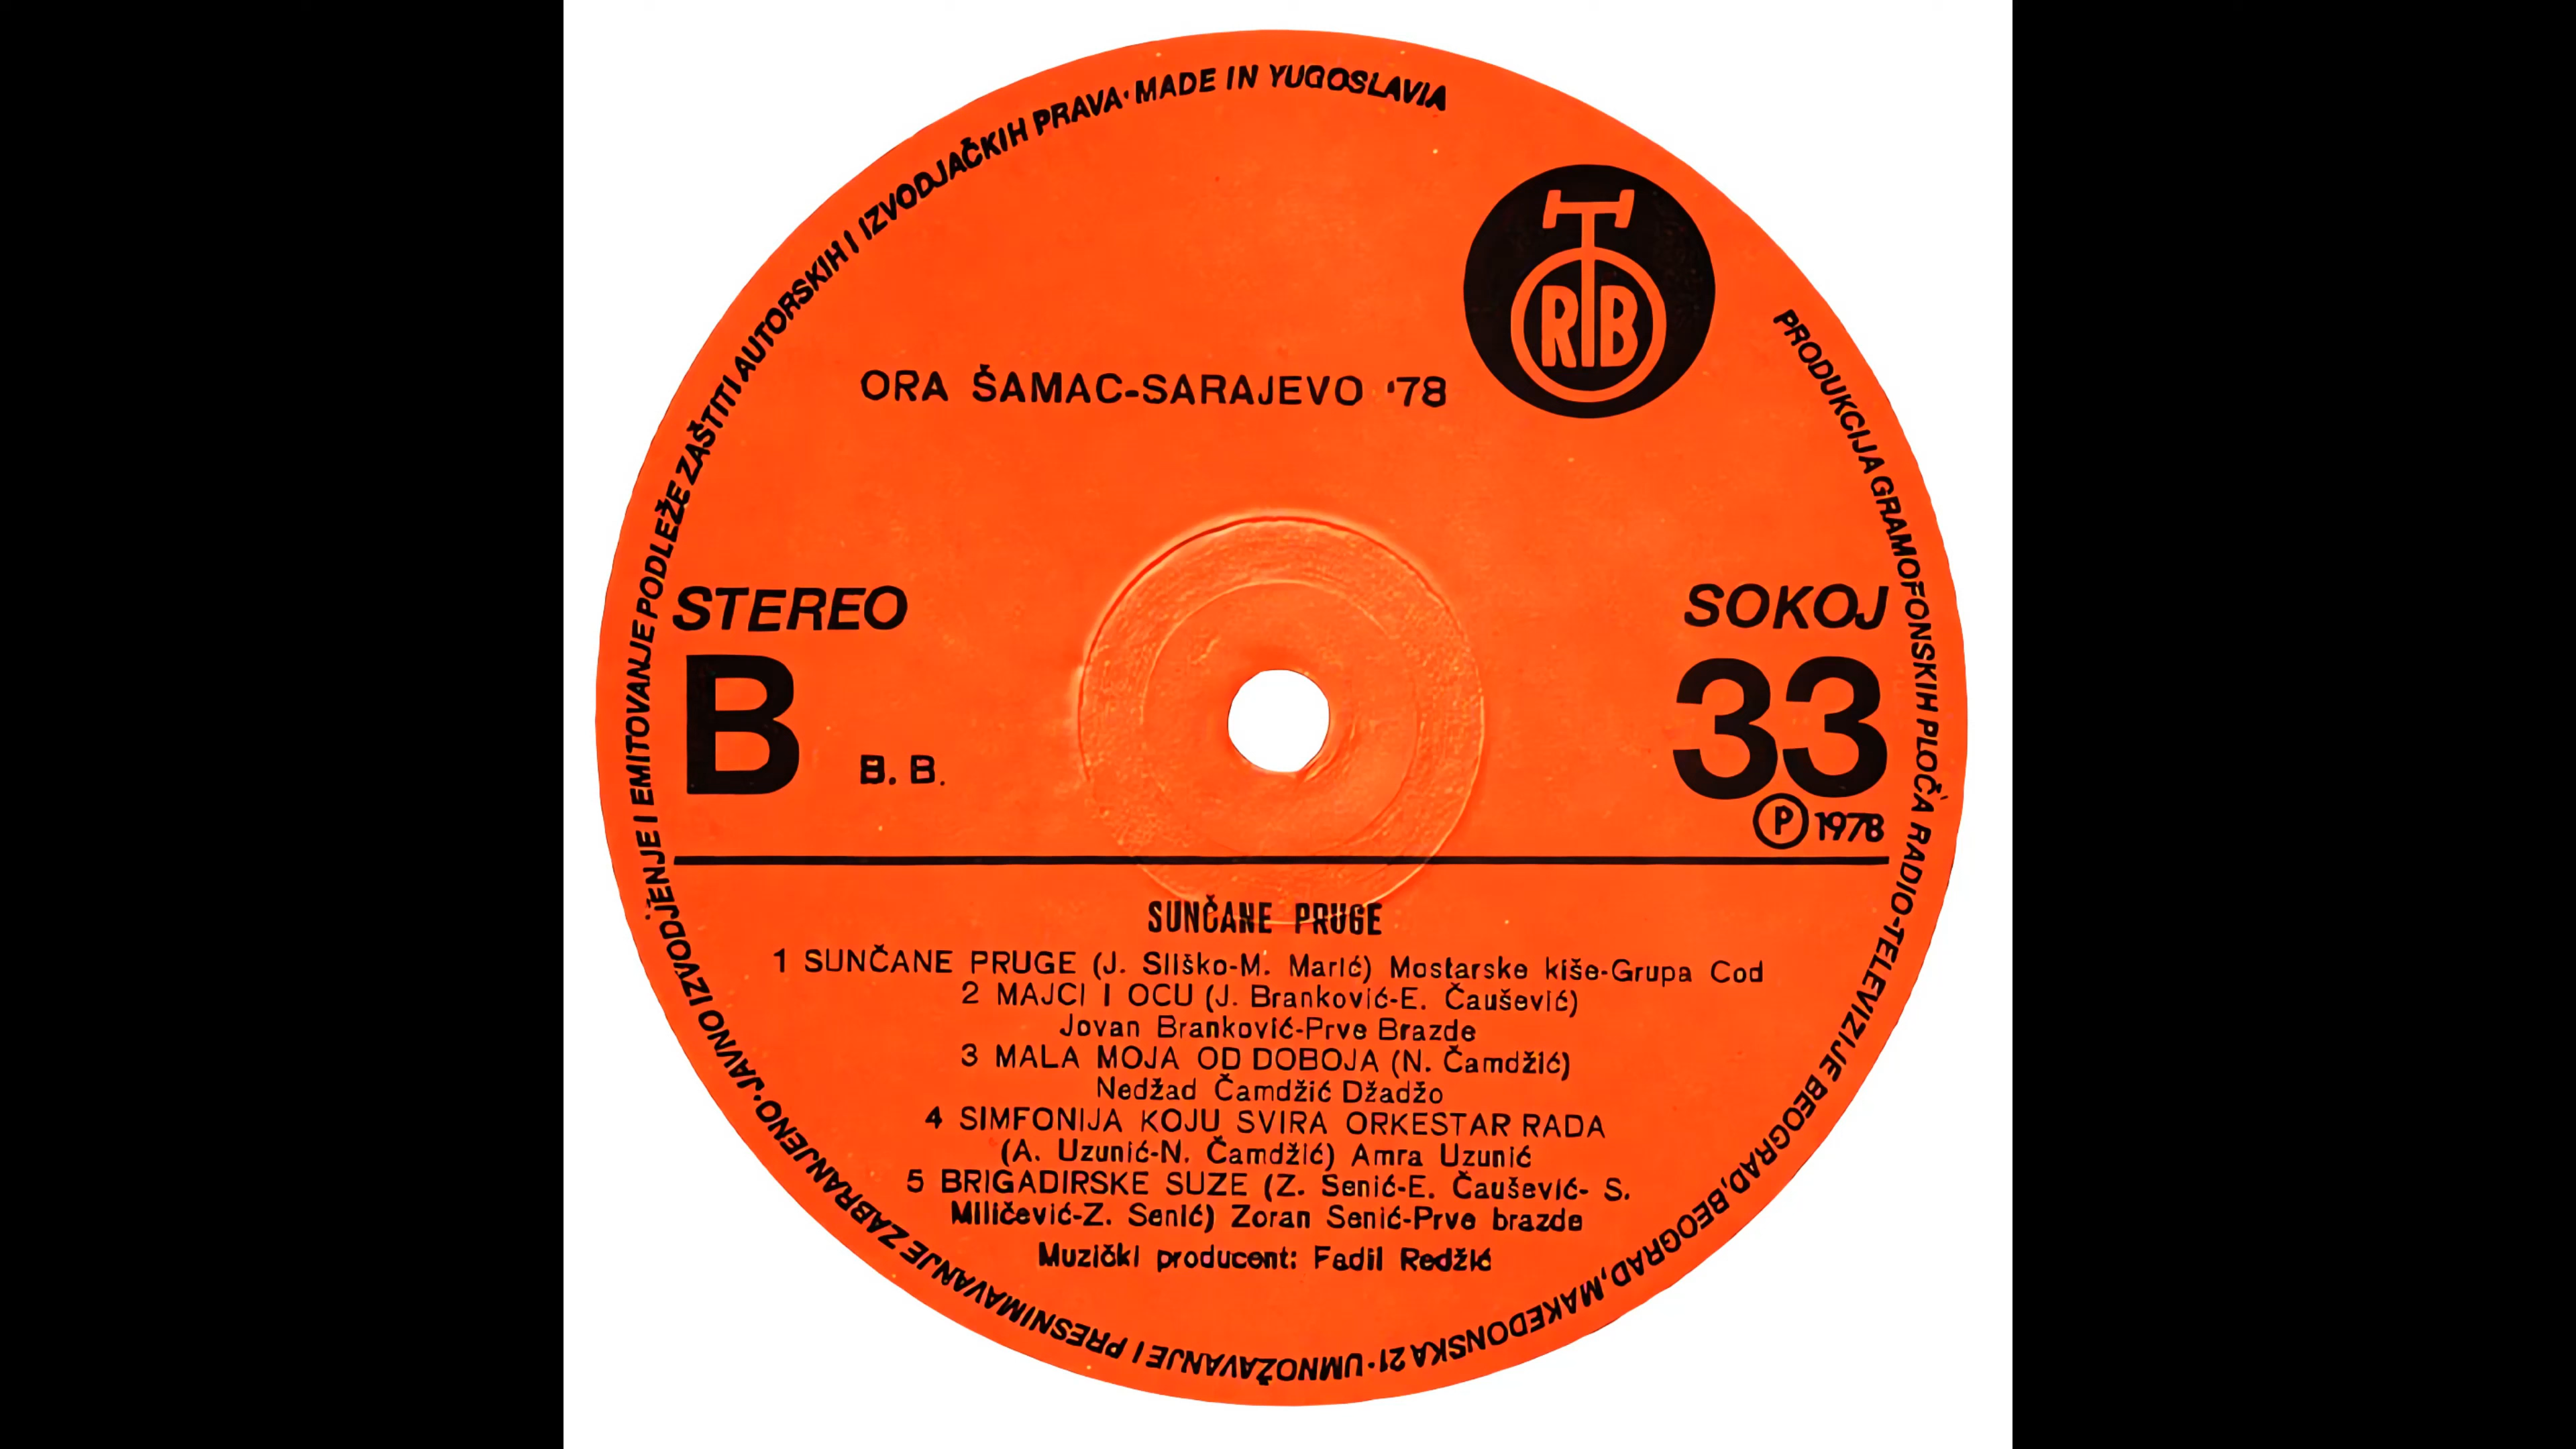 PRODUKCIJA GRAMOFONSKIH PLOČA RADIO-TELEVIZIJE BEOGRAD, BEOGRAD, MAKEDONSKA 21 · UMNOŽAVANJE I PRESNIMAVANJE ZABRANJENO · JAVNO IZVODJENJE I EMITOVANJE PODLEŽE ZAŠTITI AUTORSKIH I IZVODJAČKIH PRAVA · MADE IN YUGOSLAVIA
RTB
ORA ŠAMAC-SARAJEVO '78
STEREO
SOKOJ
B
33
B. B.
Ⓟ 1978
SUNČANE PRUGE
1 SUNČANE PRUGE (J. Sliško-M. Marić) Mostarske kiše-Grupa Cod
2 MAJCI I OCU (J. Branković-E. Čaušević)
Jovan Branković-Prve Brazde
3 MALA MOJA OD DOBOJA (N. Čamdžić)
Nedžad Čamdžić Džadžo
4 SIMFONIJA KOJU SVIRA ORKESTAR RADA
(A. Uzunić-N. Čamdžić) Amra Uzunić
5 BRIGADIRSKE SUZE (Z. Senić-E. Čaušević- S.
Miličević-Z. Senić) Zoran Senić-Prve brazde
Muzički producent: Fadil Redžić